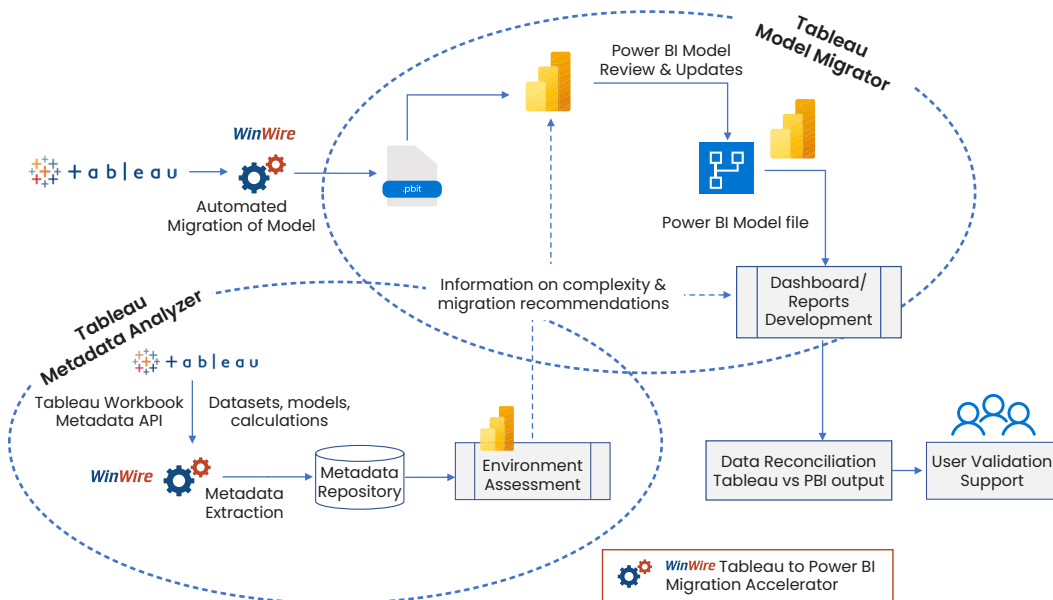 Tableau
Model Migrator
Power BI Model
Review & Updates
WinWire
+ a b l e a u
.pbit
Automated
Migration of Model
Power BI Model file
Information on complexity &
migration recommendations
Dashboard/
Reports
Development
Tableau
Metadata Analyzer
+ a b l e a u
Tableau Workbook
Metadata API
Datasets, models,
calculations
WinWire
Metadata
Extraction
Metadata
Repository
Environment
Assessment
Data Reconciliation
Tableau vs PBI output
User Validation
Support
WinWire Tableau to Power BI
Migration Accelerator